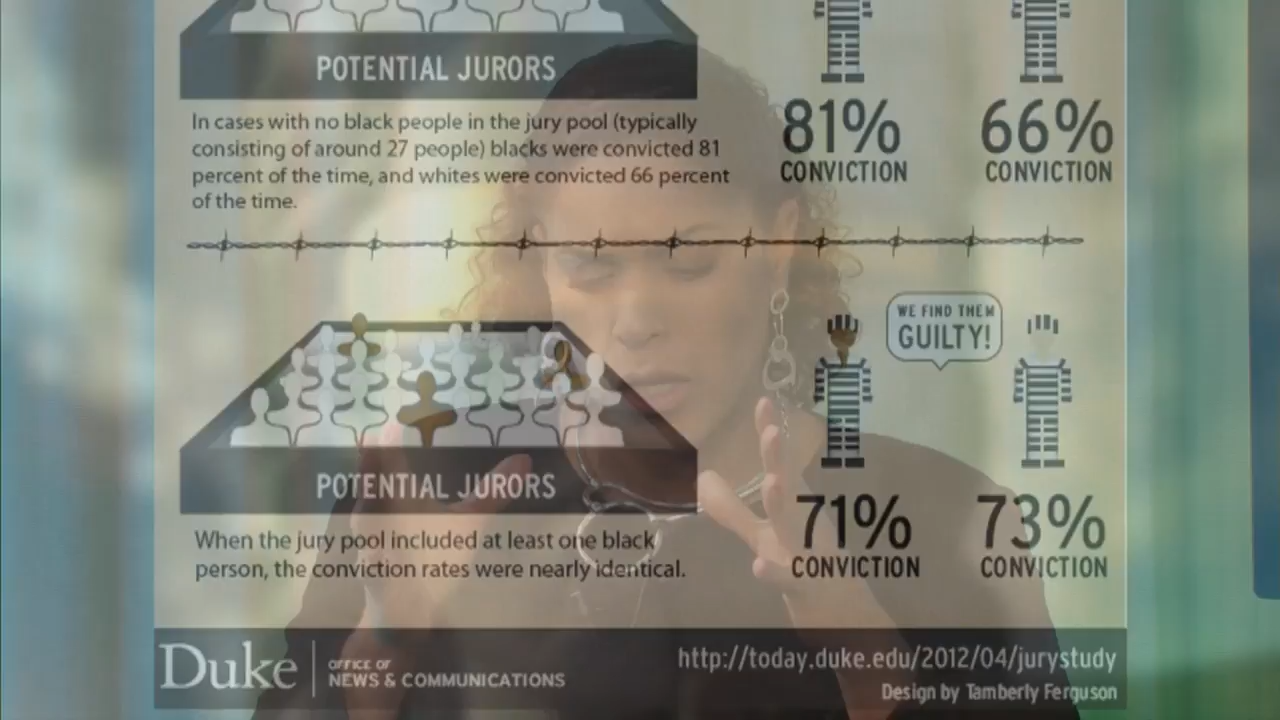 POTENTIAL JURORS
In cases with no black people in the jury pool (typically
consisting of around 27 people) blacks were convicted 81
percent of the time, and whites were convicted 66 percent
of the time.
81%
CONVICTION
66%
CONVICTION
WE FIND THEM
GUILTY!
POTENTIAL JURORS
When the jury pool included at least one black
person, the conviction rates were nearly identical.
71%
CONVICTION
73%
CONVICTION
Duke
OFFICE OF
NEWS & COMMUNICATIONS
http://today.duke.edu/2012/04/jurystudy
Design by Tamberly Ferguson